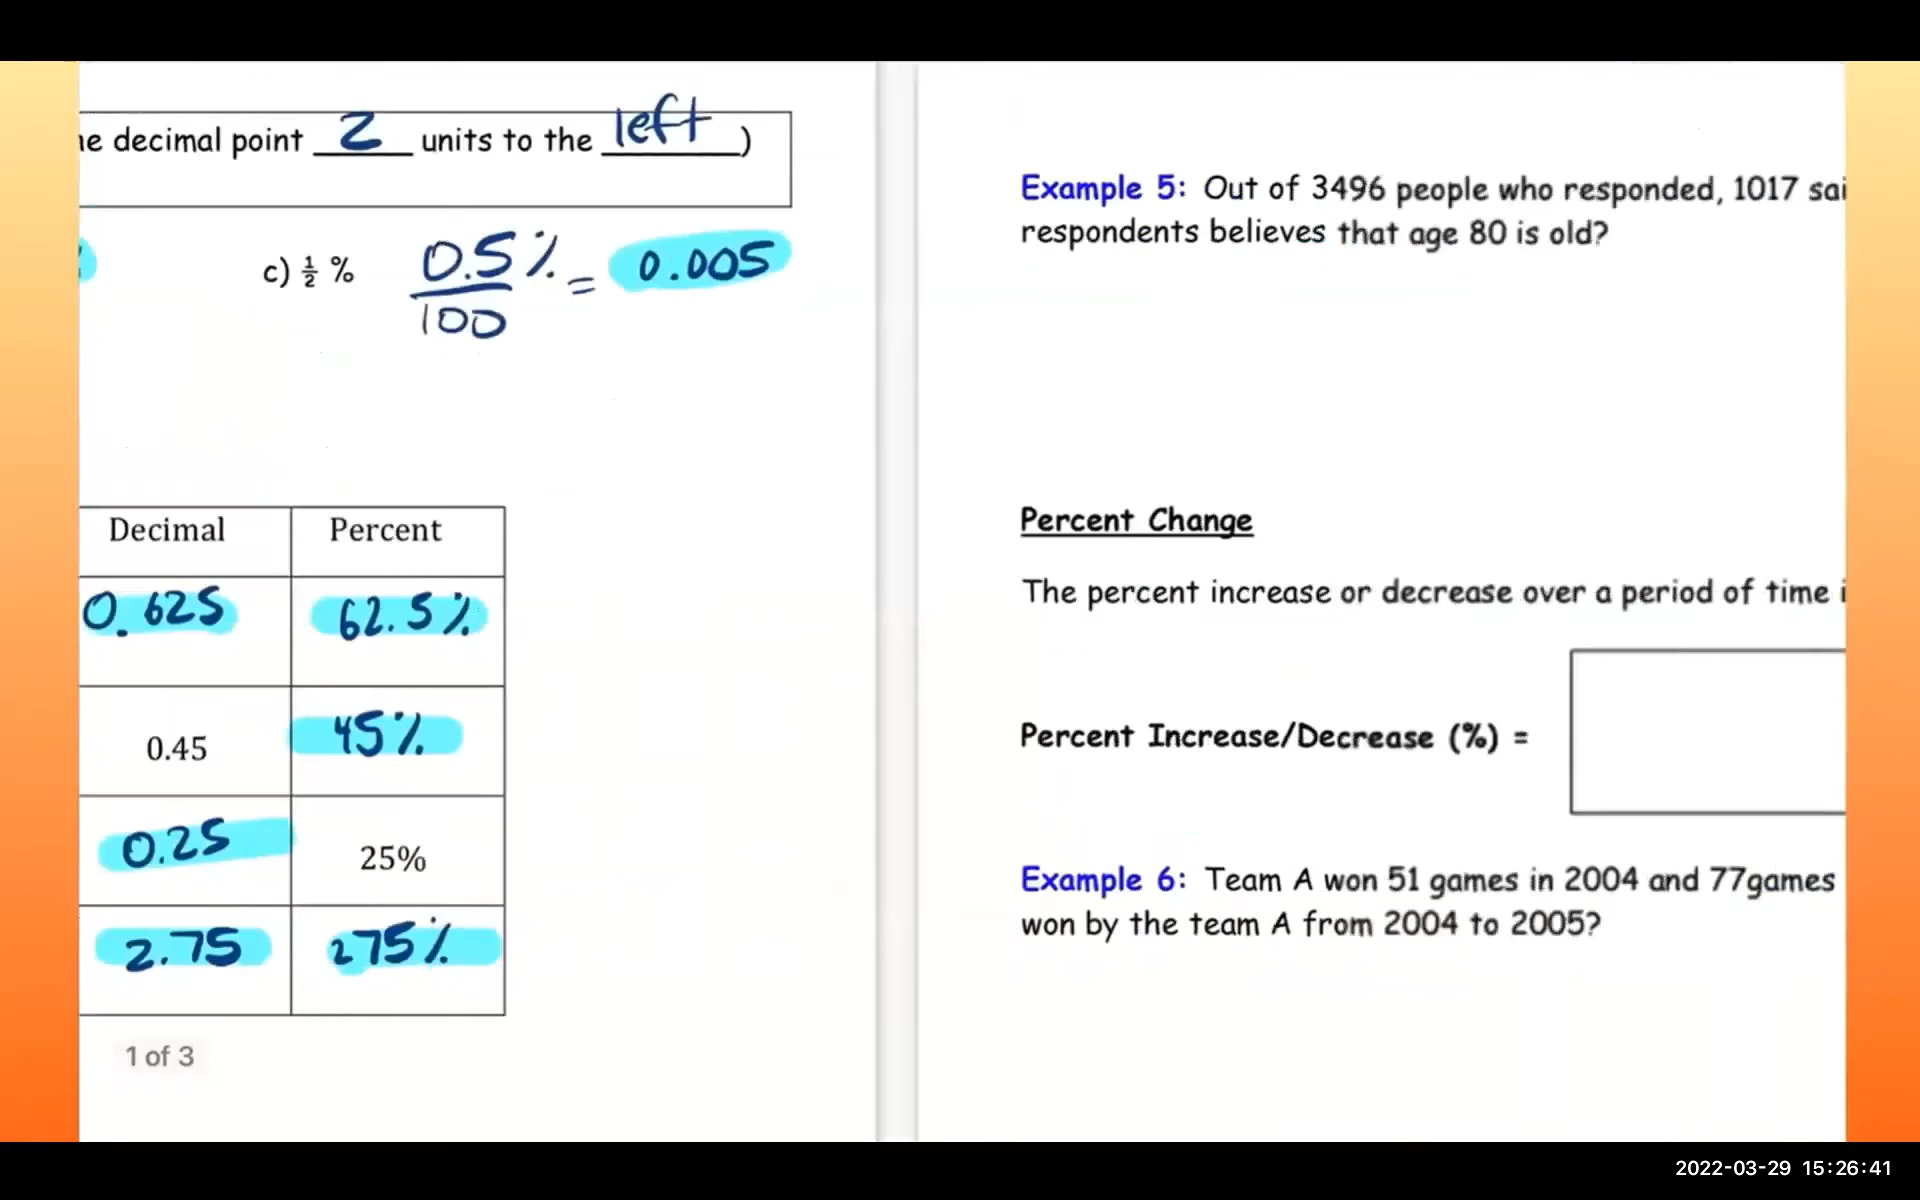 decimal point 2 units to the left )
c) ½ % 0.5% = 0.005
100
Decimal Percent
0.625 62.5%
0.45 45%
0.25 25%
2.75 275%
1 of 3
Example 5: Out of 3496 people who responded, 1017
respondents believes that age 80 is old?
Percent Change
The percent increase or decrease over a period of time
Percent Increase/Decrease (%) =
Example 6: Team A won 51 games in 2004 and 77games
won by the team A from 2004 to 2005?
2022-03-29 15:26:41